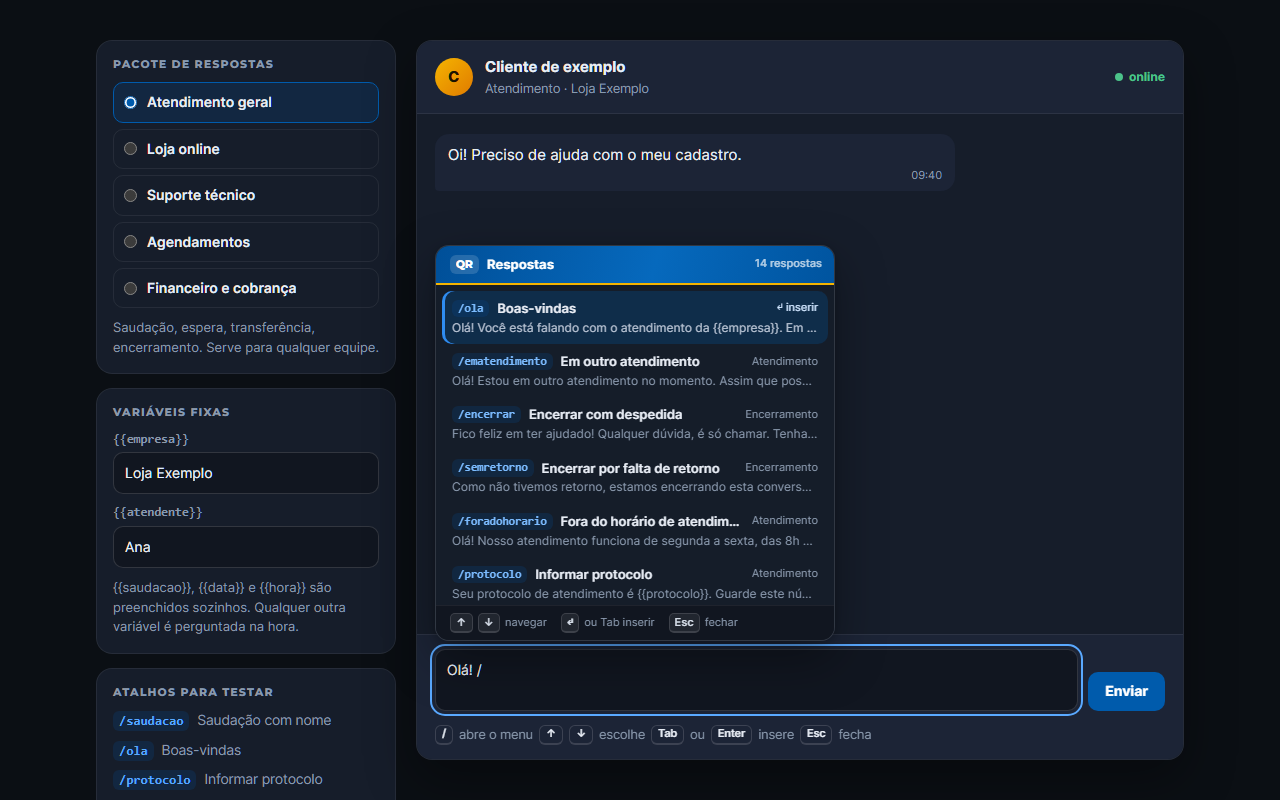 PACOTE DE RESPOSTAS
Atendimento geral
Loja online
Suporte técnico
Agendamentos
Financeiro e cobrança
Saudação, espera, transferência,
encerramento. Serve para qualquer equipe.
VARIÁVEIS FIXAS
{{empresa}}
Loja Exemplo
{{atendente}}
Ana
{{saudacao}}, {{data}} e {{hora}} são
preenchidos sozinhos. Qualquer outra
variável é perguntada na hora.
ATALHOS PARA TESTAR
/saudacao Saudação com nome
/ola Boas-vindas
/protocolo Informar protocolo
C
Cliente de exemplo
Atendimento · Loja Exemplo
online
Oi! Preciso de ajuda com o meu cadastro.
09:40
QR Respostas 14 respostas
/ola Boas-vindas ↵ inserir
Olá! Você está falando com o atendimento da {{empresa}}. Em ...
/ematendimento Em outro atendimento Atendimento
Olá! Estou em outro atendimento no momento. Assim que pos...
/encerrar Encerrar com despedida Encerramento
Fico feliz em ter ajudado! Qualquer dúvida, é só chamar. Tenha...
/semretorno Encerrar por falta de retorno Encerramento
Como não tivemos retorno, estamos encerrando esta convers...
/foradohorario Fora do horário de atendim... Atendimento
Olá! Nosso atendimento funciona de segunda a sexta, das 8h ...
/protocolo Informar protocolo Atendimento
Seu protocolo de atendimento é {{protocolo}}. Guarde este nú...
↑ ↓ navegar ↵ ou Tab inserir Esc fechar
Olá! /
Enviar
/ abre o menu ↑ ↓ escolhe Tab ou Enter insere Esc fecha